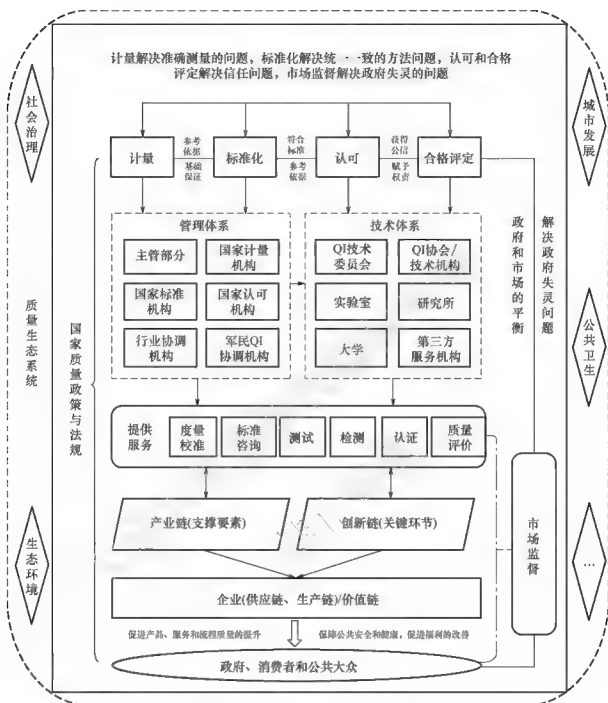 计量解决准确测量的问题，标准化解决统一一致的方法问题，认可和合格
评定解决信任问题，市场监督解决政府失灵的问题
社会治理
城市发展
计量
参考
依据
基础
保证
标准化
符合
标准
参考
依据
认可
获得
公信
赋予
权责
合格评定
管理体系
主管部分
国家计量
机构
国家标准
机构
国家认可
机构
行业协调
机构
军民QI
协调机构
技术体系
QI技术
委员会
QI协会/
技术机构
实验室
研究所
大学
第三方
服务机构
政府和市场的平衡
解决政府失灵问题
质量生态系统
国家质量政策与法规
公共卫生
提供
服务
度量
校准
标准
咨询
测试
检测
认证
质量
评价
产业链(支撑要素)
创新链(关键环节)
市场监督
生态环境
…
企业(供应链、生产链)/价值链
促进产品、服务和流程质量的提升
保障公共安全和健康，促进福利的改善
政府、消费者和公共大众